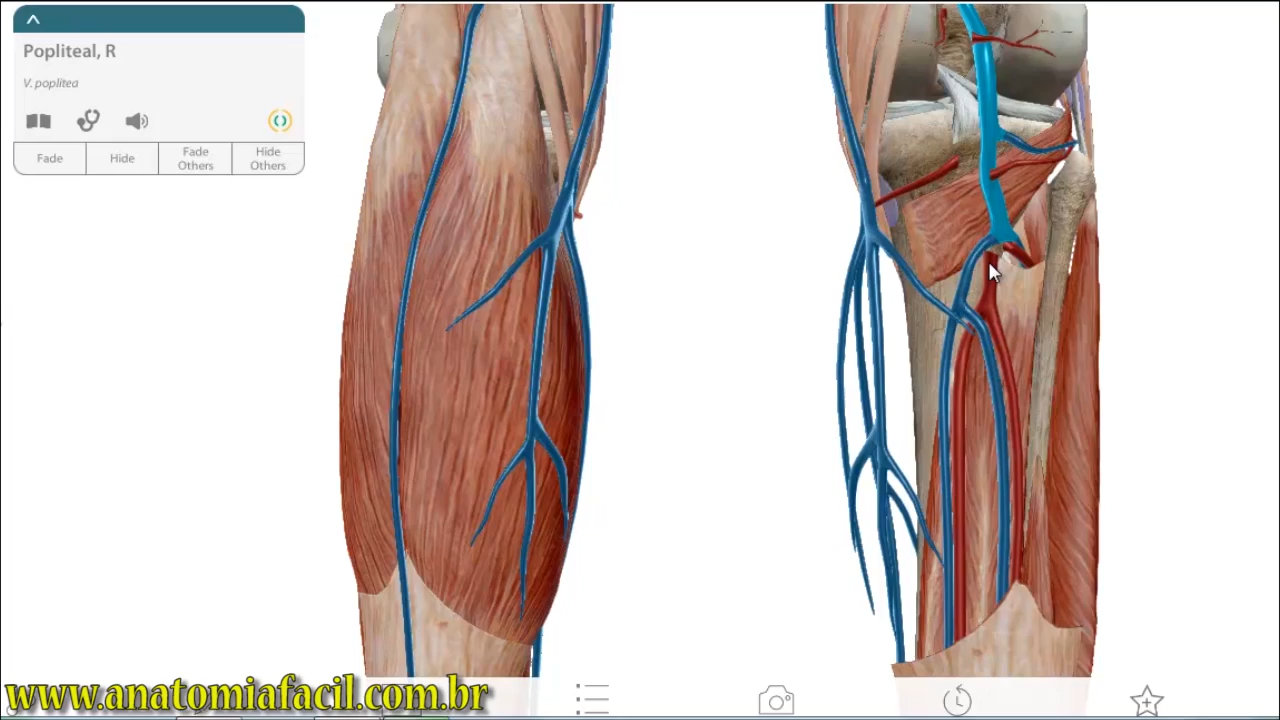 Popliteal, R
V. poplitea
Fade
Hide
Fade
Others
Hide
Others
www.anatomiafacil.com.br